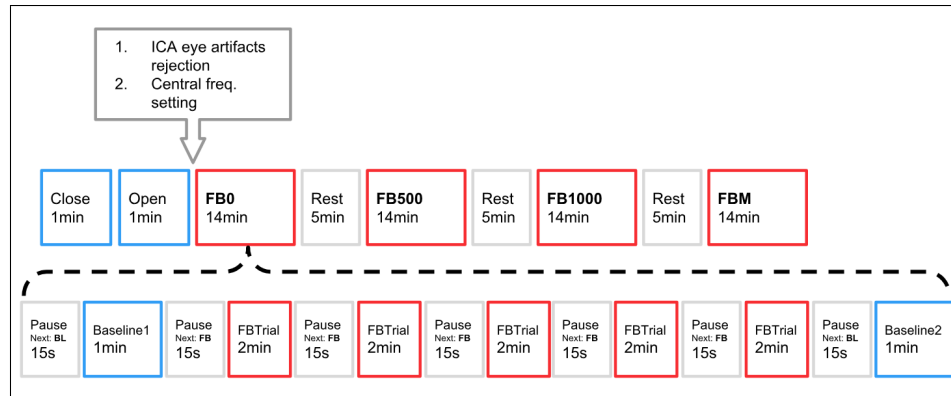 1. ICA eye artifacts
rejection
2. Central freq.
setting
Close
1min
Open
1min
FB0
14min
Rest
5min
FB500
14min
Rest
5min
FB1000
14min
Rest
5min
FBM
14min
Pause
Next: BL
15s
Baseline1
1min
Pause
Next: FB
15s
FBTrial
2min
Pause
Next: FB
15s
FBTrial
2min
Pause
Next: FB
15s
FBTrial
2min
Pause
Next: FB
15s
FBTrial
2min
Pause
Next: FB
15s
FBTrial
2min
Pause
Next: BL
15s
Baseline2
1min